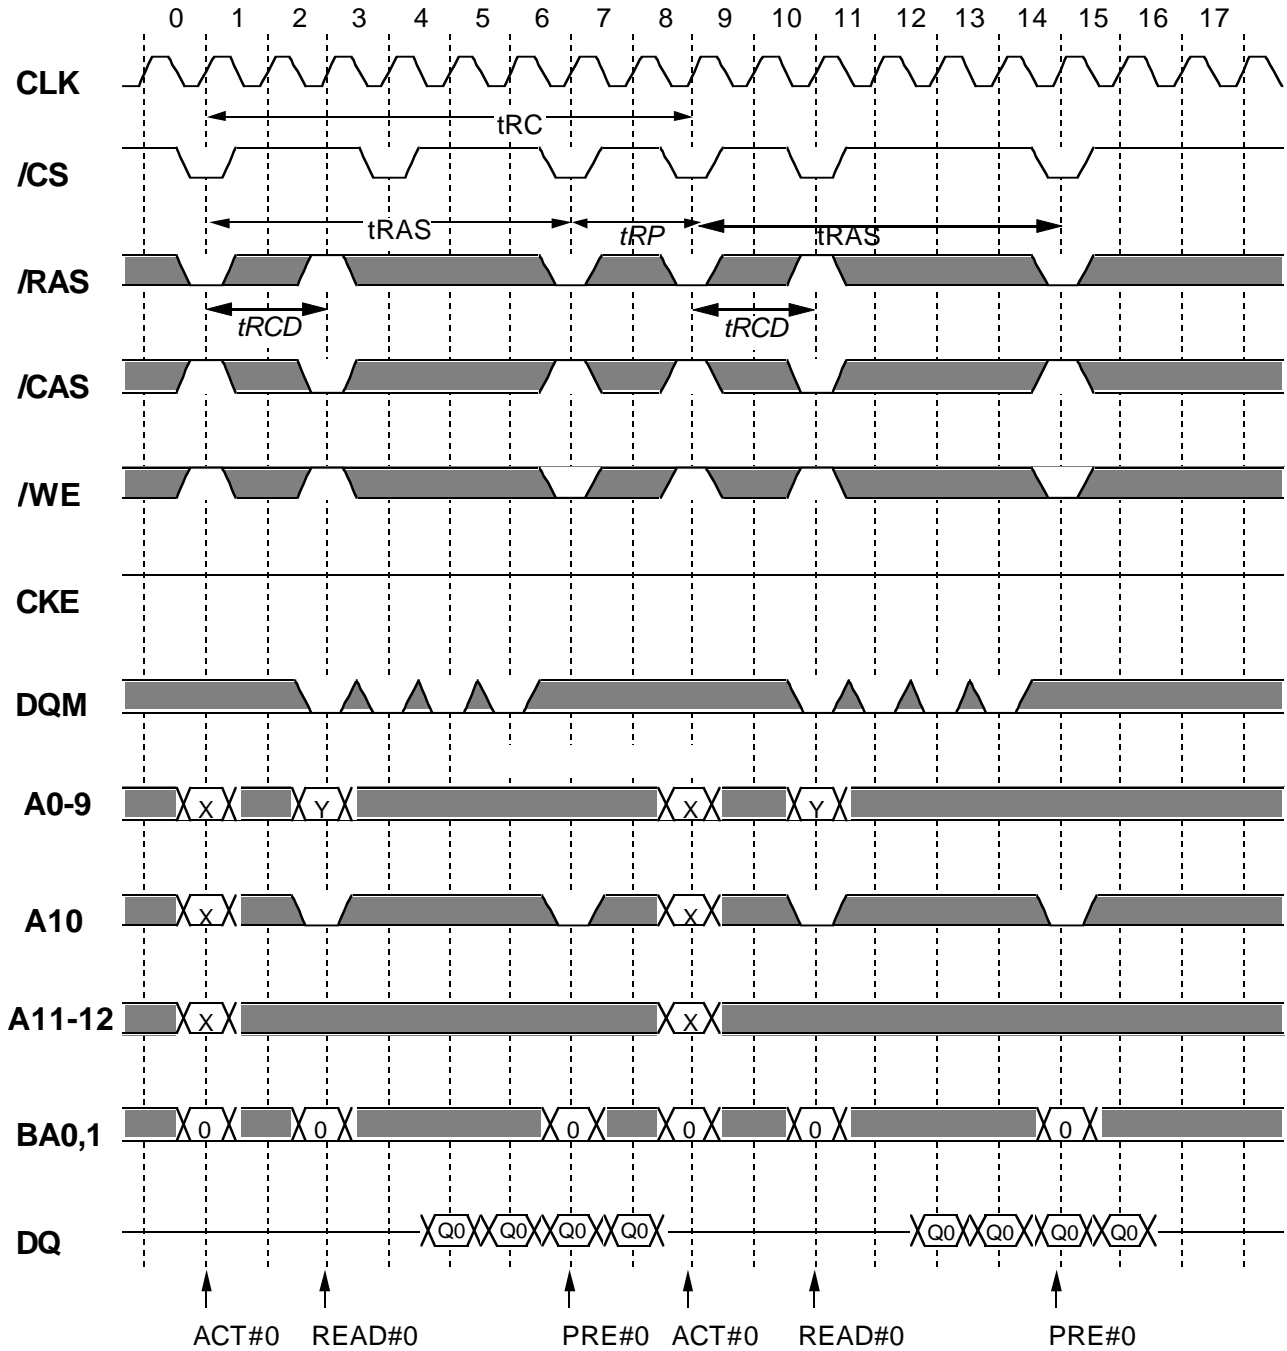 0 1 2 3 4 5 6 7 8 9 10 11 12 13 14 15 16 17
CLK
tRC
/CS
tRAS tRP tRAS
/RAS
tRCD tRCD
/CAS
/WE
CKE
DQM
A0-9 X Y X Y
A10 X X
A11-12 X X
BA0,1 0 0 0 0 0 0
DQ Q0 Q0 Q0 Q0 Q0 Q0 Q0 Q0
ACT#0 READ#0 PRE#0 ACT#0 READ#0 PRE#0